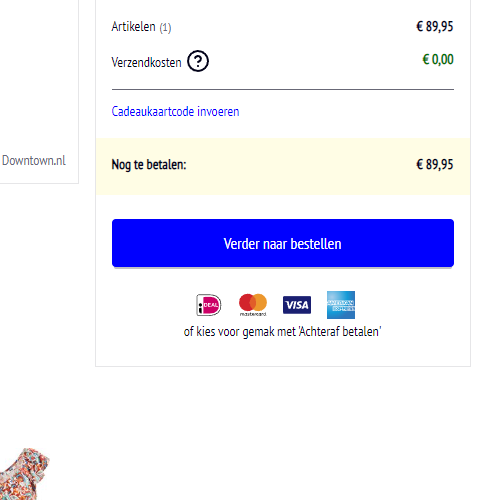 Artikelen (1) € 89,95
Verzendkosten ? € 0,00
Cadeaukaartcode invoeren
Downtown.nl
Nog te betalen: € 89,95
Verder naar bestellen
iDEAL mastercard VISA AMERICAN EXPRESS
of kies voor gemak met 'Achteraf betalen'